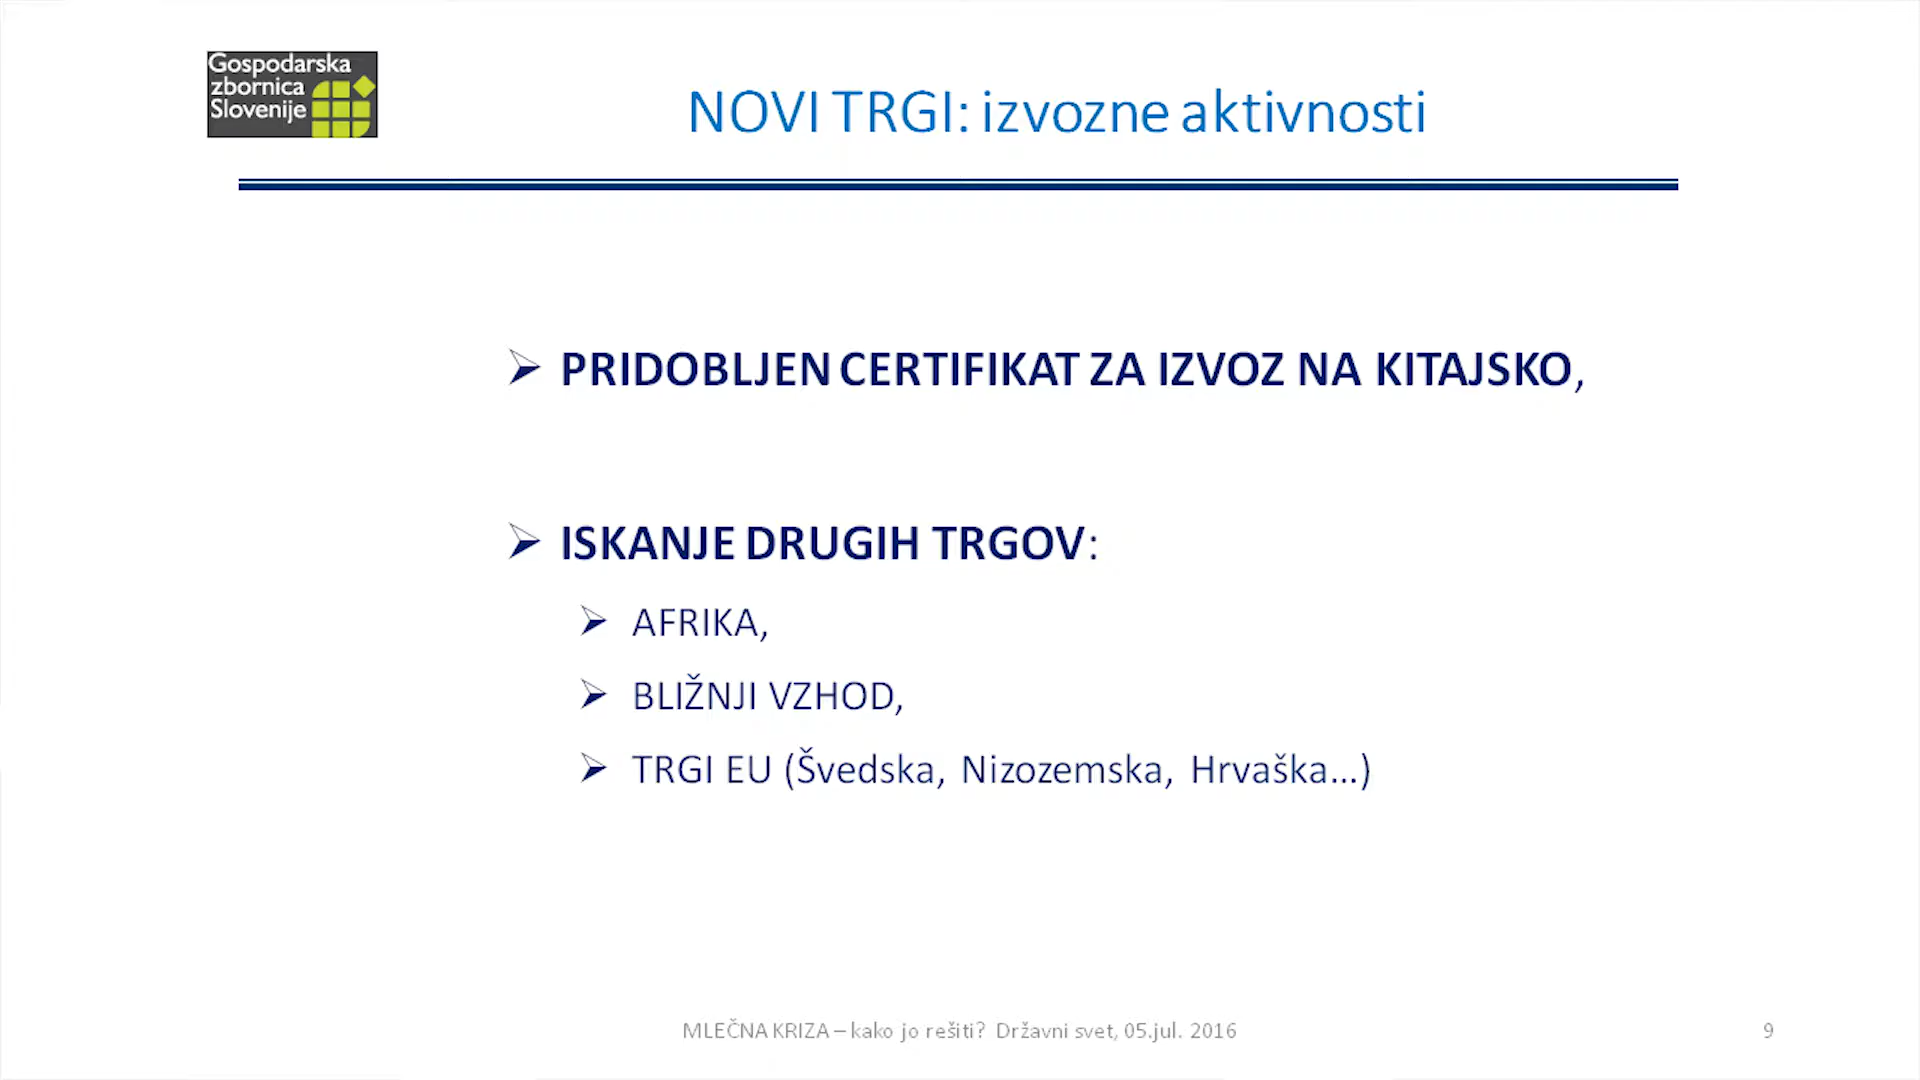 Gospodarska
zbornica
Slovenije
NOVI TRGI: izvozne aktivnosti
PRIDOBLJEN CERTIFIKAT ZA IZVOZ NA KITAJSKO,
ISKANJE DRUGIH TRGOV:
AFRIKA,
BLIŽNJI VZHOD,
TRGI EU (Švedska, Nizozemska, Hrvaška...)
MLEČNA KRIZA – kako jo rešiti? Državni svet, 05.jul. 2016
9